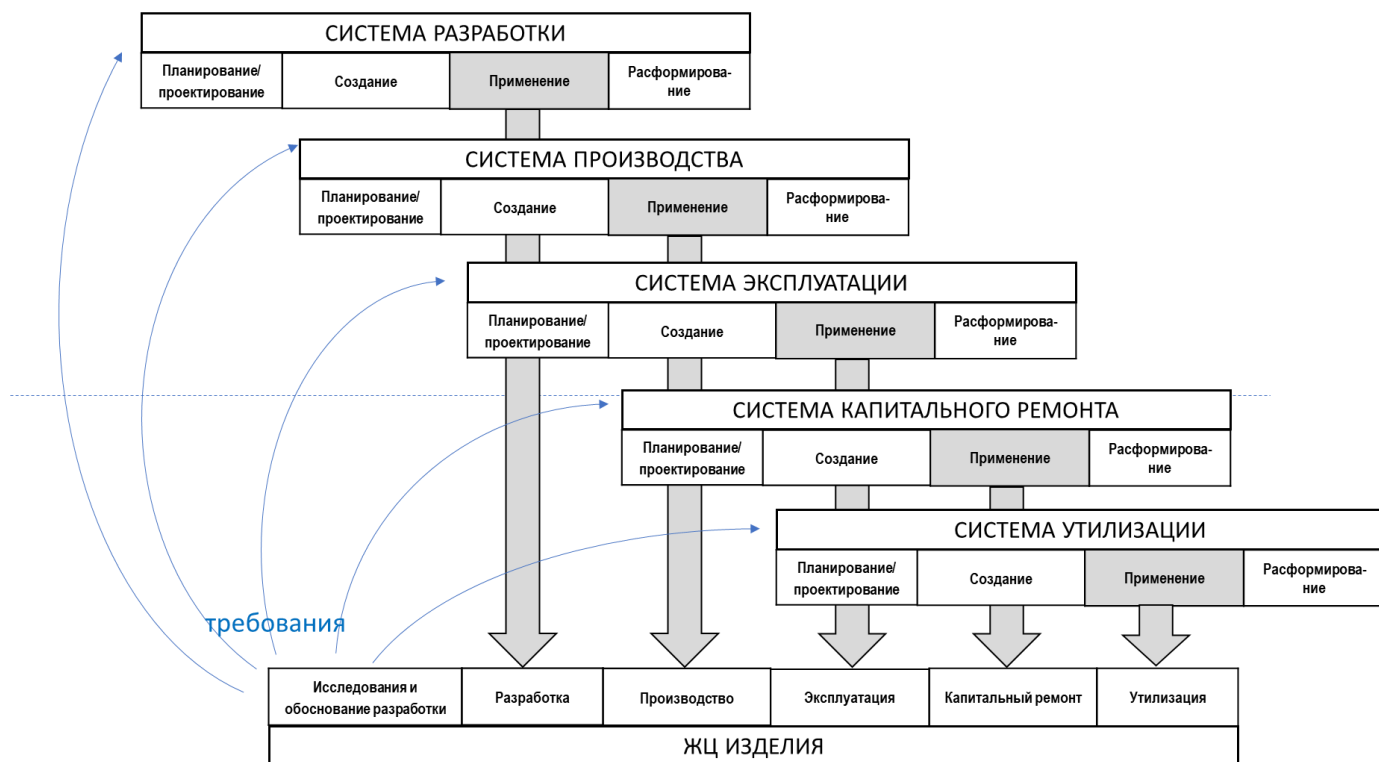 СИСТЕМА РАЗРАБОТКИ
Планирование/
проектирование
Создание
Применение
Расформирова-
ние
СИСТЕМА ПРОИЗВОДСТВА
Планирование/
проектирование
Создание
Применение
Расформирова-
ние
СИСТЕМА ЭКСПЛУАТАЦИИ
Планирование/
проектирование
Создание
Применение
Расформирова-
ние
СИСТЕМА КАПИТАЛЬНОГО РЕМОНТА
Планирование/
проектирование
Создание
Применение
Расформирова-
ние
СИСТЕМА УТИЛИЗАЦИИ
Планирование/
проектирование
Создание
Применение
Расформирова-
ние
требования
Исследования и
обоснование разработки
Разработка
Производство
Эксплуатация
Капитальный ремонт
Утилизация
ЖЦ ИЗДЕЛИЯ